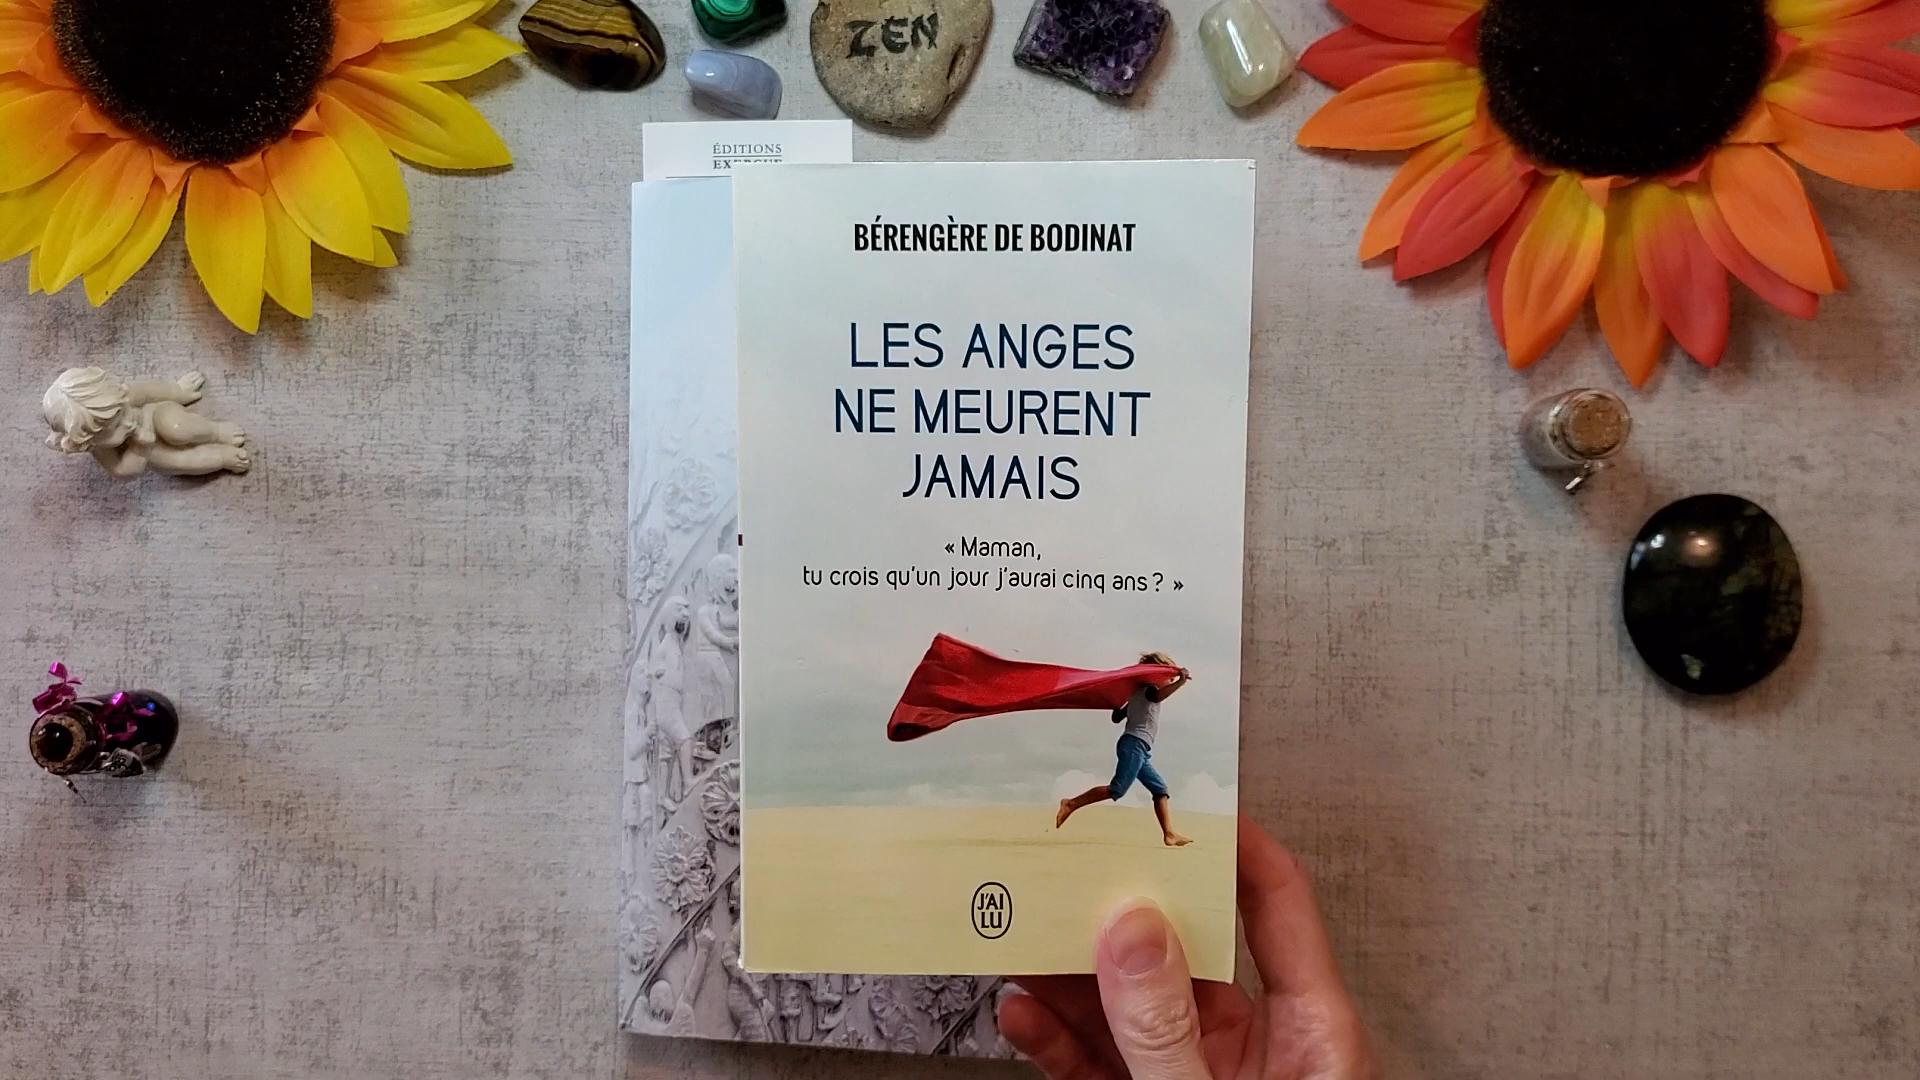 ZEN
ÉDITIONS
EXERGUE
BÉRENGÈRE DE BODINAT
LES ANGES
NE MEURENT
JAMAIS
« Maman,
tu crois qu'un jour j'aurai cinq ans ? »
J'AI
LU